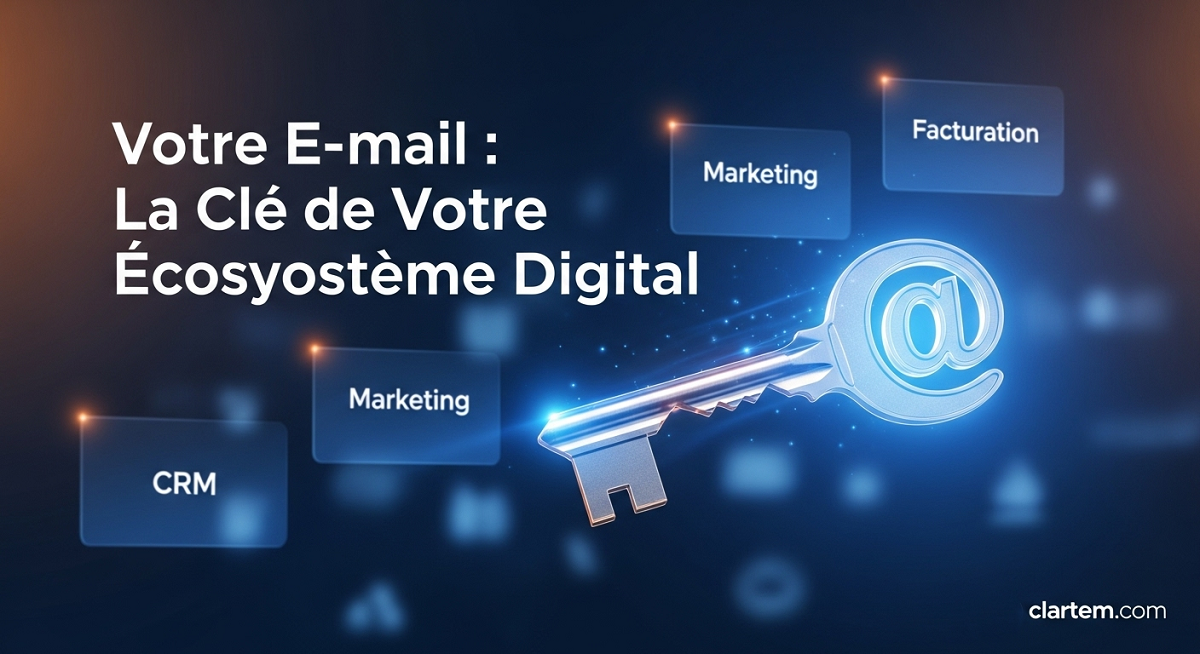 Votre E-mail :
La Clé de Votre
Écosyostème Digital
Facturation
Marketing
Marketing
CRM
clartem.com